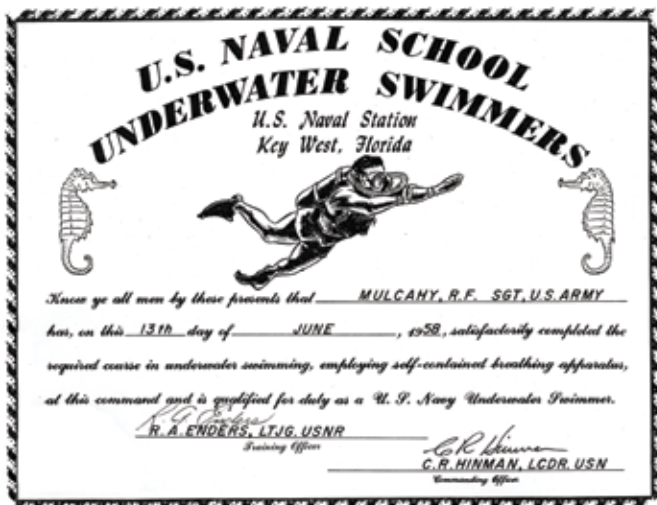 U.S. NAVAL SCHOOL
UNDERWATER SWIMMERS
U.S. Naval Station
Key West, Florida
Know ye all men by these presents that MULCAHY, R.F. SGT, U.S. ARMY
has, on this 13th day of JUNE, 1958, satisfactorily completed the
required course in underwater swimming, employing self-contained breathing apparatus,
at this command and is qualified for duty as a U. S. Navy Underwater Swimmer.
R. A. Enders
R. A. ENDERS, LTJG. USNR
Training Officer
C R Hinman
C. R. HINMAN, LCDR. USN
Commanding Officer